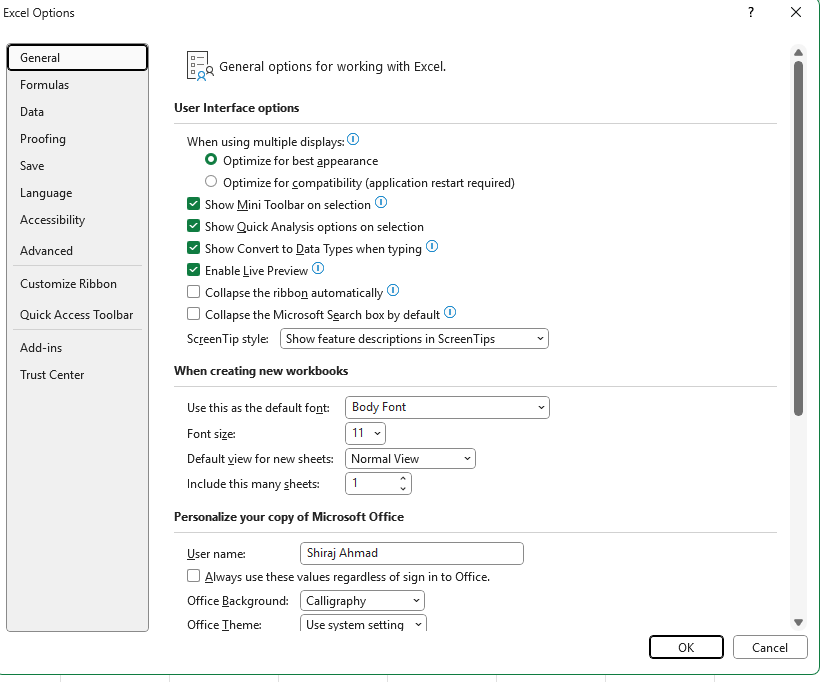 Excel Options
?
General
Formulas
Data
Proofing
Save
Language
Accessibility
Advanced
Customize Ribbon
Quick Access Toolbar
Add-ins
Trust Center
General options for working with Excel.
User Interface options
When using multiple displays:
Optimize for best appearance
Optimize for compatibility (application restart required)
Show Mini Toolbar on selection
Show Quick Analysis options on selection
Show Convert to Data Types when typing
Enable Live Preview
Collapse the ribbon automatically
Collapse the Microsoft Search box by default
ScreenTip style: Show feature descriptions in ScreenTips
When creating new workbooks
Use this as the default font: Body Font
Font size: 11
Default view for new sheets: Normal View
Include this many sheets: 1
Personalize your copy of Microsoft Office
User name: Shiraj Ahmad
Always use these values regardless of sign in to Office.
Office Background: Calligraphy
Office Theme: Use system setting
OK Cancel